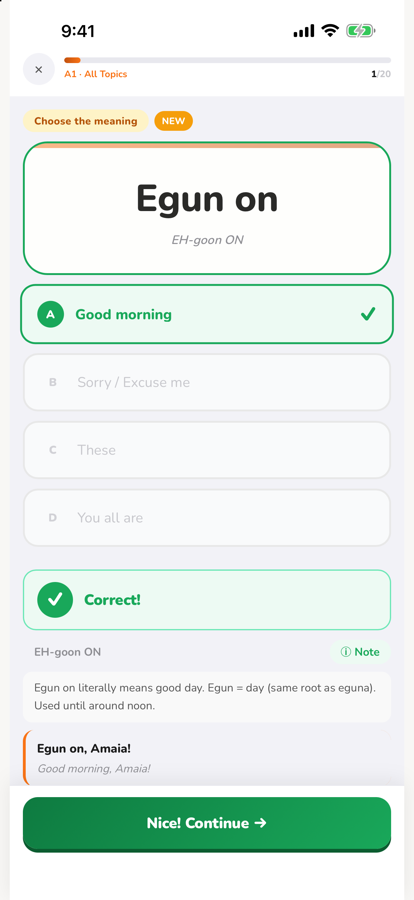 9:41
×
A1 · All Topics
1/20
Choose the meaning
NEW
Egun on
EH-goon ON
A Good morning
B Sorry / Excuse me
C These
D You all are
Correct!
EH-goon ON
ⓘ Note
Egun on literally means good day. Egun = day (same root as eguna).
Used until around noon.
Egun on, Amaia!
Good morning, Amaia!
Nice! Continue →